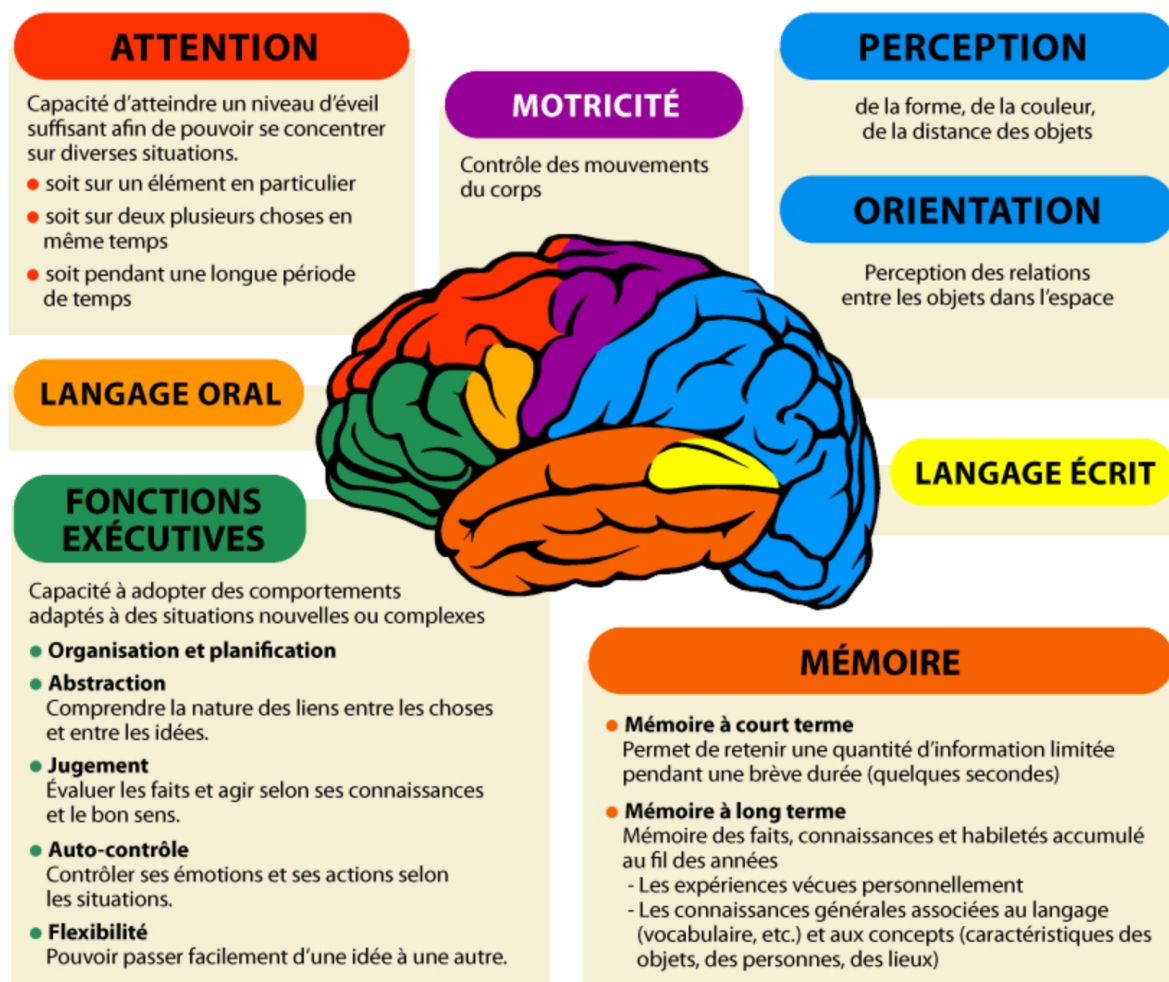 ATTENTION
Capacité d'atteindre un niveau d'éveil
suffisant afin de pouvoir se concentrer
sur diverses situations.
• soit sur un élément en particulier
• soit sur deux plusieurs choses en
même temps
• soit pendant une longue période
de temps
MOTRICITÉ
Contrôle des mouvements
du corps
PERCEPTION
de la forme, de la couleur,
de la distance des objets
ORIENTATION
Perception des relations
entre les objets dans l'espace
LANGAGE ORAL
LANGAGE ÉCRIT
FONCTIONS
EXÉCUTIVES
Capacité à adopter des comportements
adaptés à des situations nouvelles ou complexes
• Organisation et planification
• Abstraction
Comprendre la nature des liens entre les choses
et entre les idées.
• Jugement
Évaluer les faits et agir selon ses connaissances
et le bon sens.
• Auto-contrôle
Contrôler ses émotions et ses actions selon
les situations.
• Flexibilité
Pouvoir passer facilement d'une idée à une autre.
MÉMOIRE
• Mémoire à court terme
Permet de retenir une quantité d'information limitée
pendant une brève durée (quelques secondes)
• Mémoire à long terme
Mémoire des faits, connaissances et habiletés accumulé
au fil des années
- Les expériences vécues personnellement
- Les connaissances générales associées au langage
(vocabulaire, etc.) et aux concepts (caractéristiques des
objets, des personnes, des lieux)